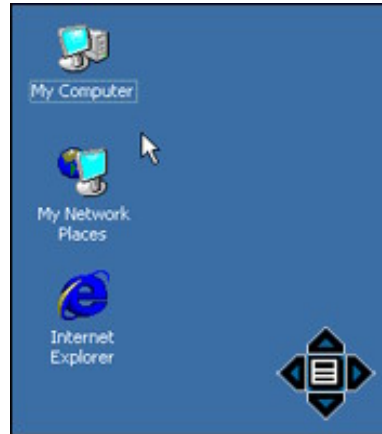 My Computer
My Network
Places
Internet
Explorer